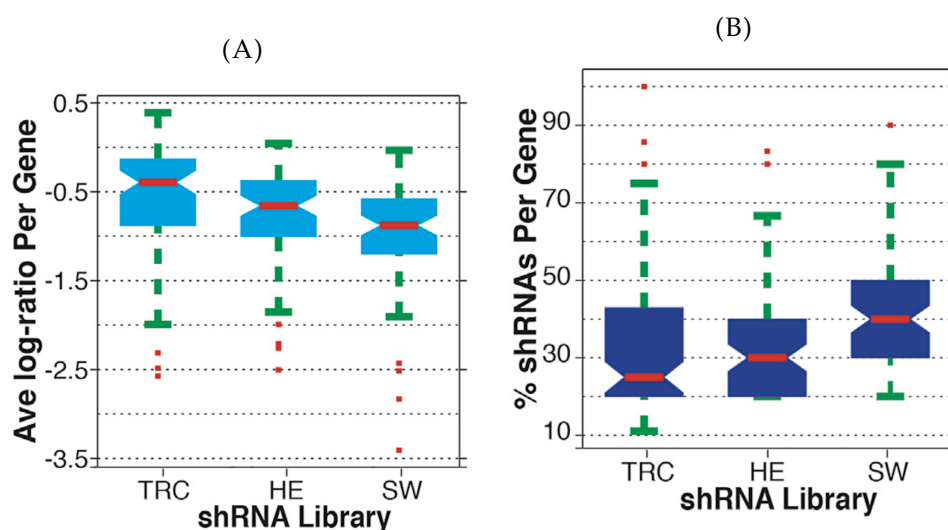 (A)
Ave log-ratio Per Gene
0.5
-0.5
-1.5
-2.5
-3.5
TRC HE SW
shRNA Library
(B)
% shRNAs Per Gene
90
70
50
30
10
TRC HE SW
shRNA Library